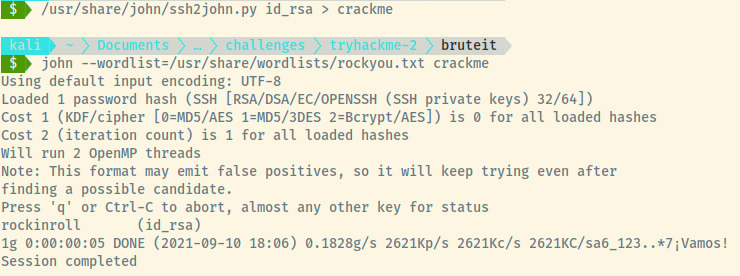 $ /usr/share/john/ssh2john.py id_rsa > crackme
kali ~ Documents … challenges tryhackme-2 bruteit
$ john --wordlist=/usr/share/wordlists/rockyou.txt crackme
Using default input encoding: UTF-8
Loaded 1 password hash (SSH [RSA/DSA/EC/OPENSSH (SSH private keys) 32/64])
Cost 1 (KDF/cipher [0=MD5/AES 1=MD5/3DES 2=Bcrypt/AES]) is 0 for all loaded hashes
Cost 2 (iteration count) is 1 for all loaded hashes
Will run 2 OpenMP threads
Note: This format may emit false positives, so it will keep trying even after
finding a possible candidate.
Press 'q' or Ctrl-C to abort, almost any other key for status
rockinroll       (id_rsa)
1g 0:00:00:05 DONE (2021-09-10 18:06) 0.1828g/s 2621Kp/s 2621Kc/s 2621KC/sa6_123..*7¡Vamos!
Session completed